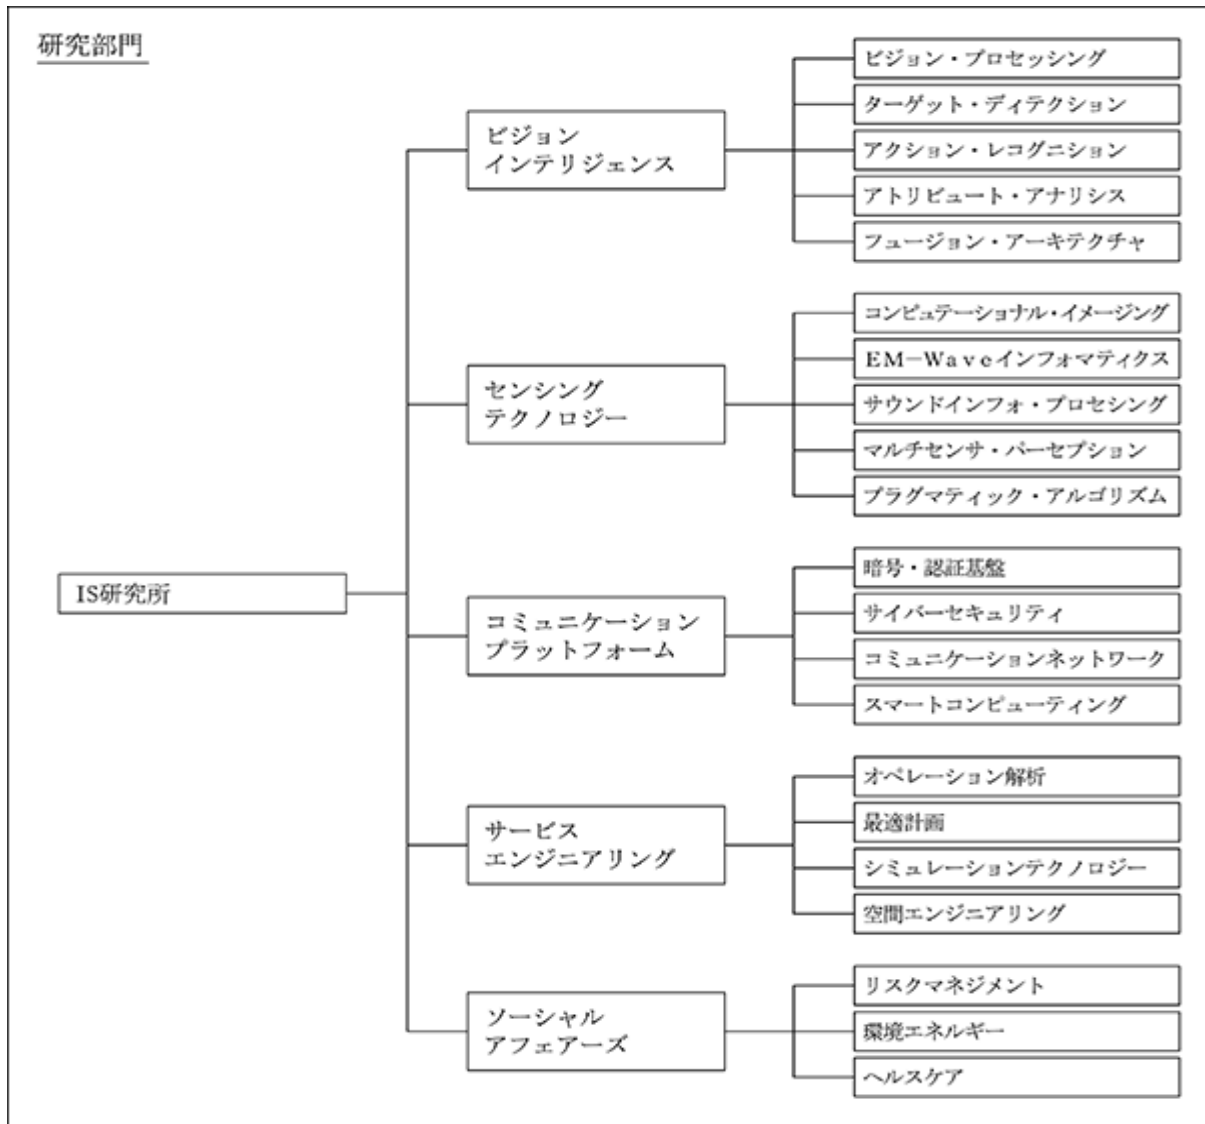 研究部門
IS研究所
ビジョン
インテリジェンス
ビジョン・プロセッシング
ターゲット・ディテクション
アクション・レコグニション
アトリビュート・アナリシス
フュージョン・アーキテクチャ
センシング
テクノロジー
コンピュテーショナル・イメージング
EM－Waveインフォマティクス
サウンドインフォ・プロセシング
マルチセンサ・パーセプション
プラグマティック・アルゴリズム
コミュニケーション
プラットフォーム
暗号・認証基盤
サイバーセキュリティ
コミュニケーションネットワーク
スマートコンピューティング
サービス
エンジニアリング
オペレーション解析
最適計画
シミュレーションテクノロジー
空間エンジニアリング
ソーシャル
アフェアーズ
リスクマネジメント
環境エネルギー
ヘルスケア